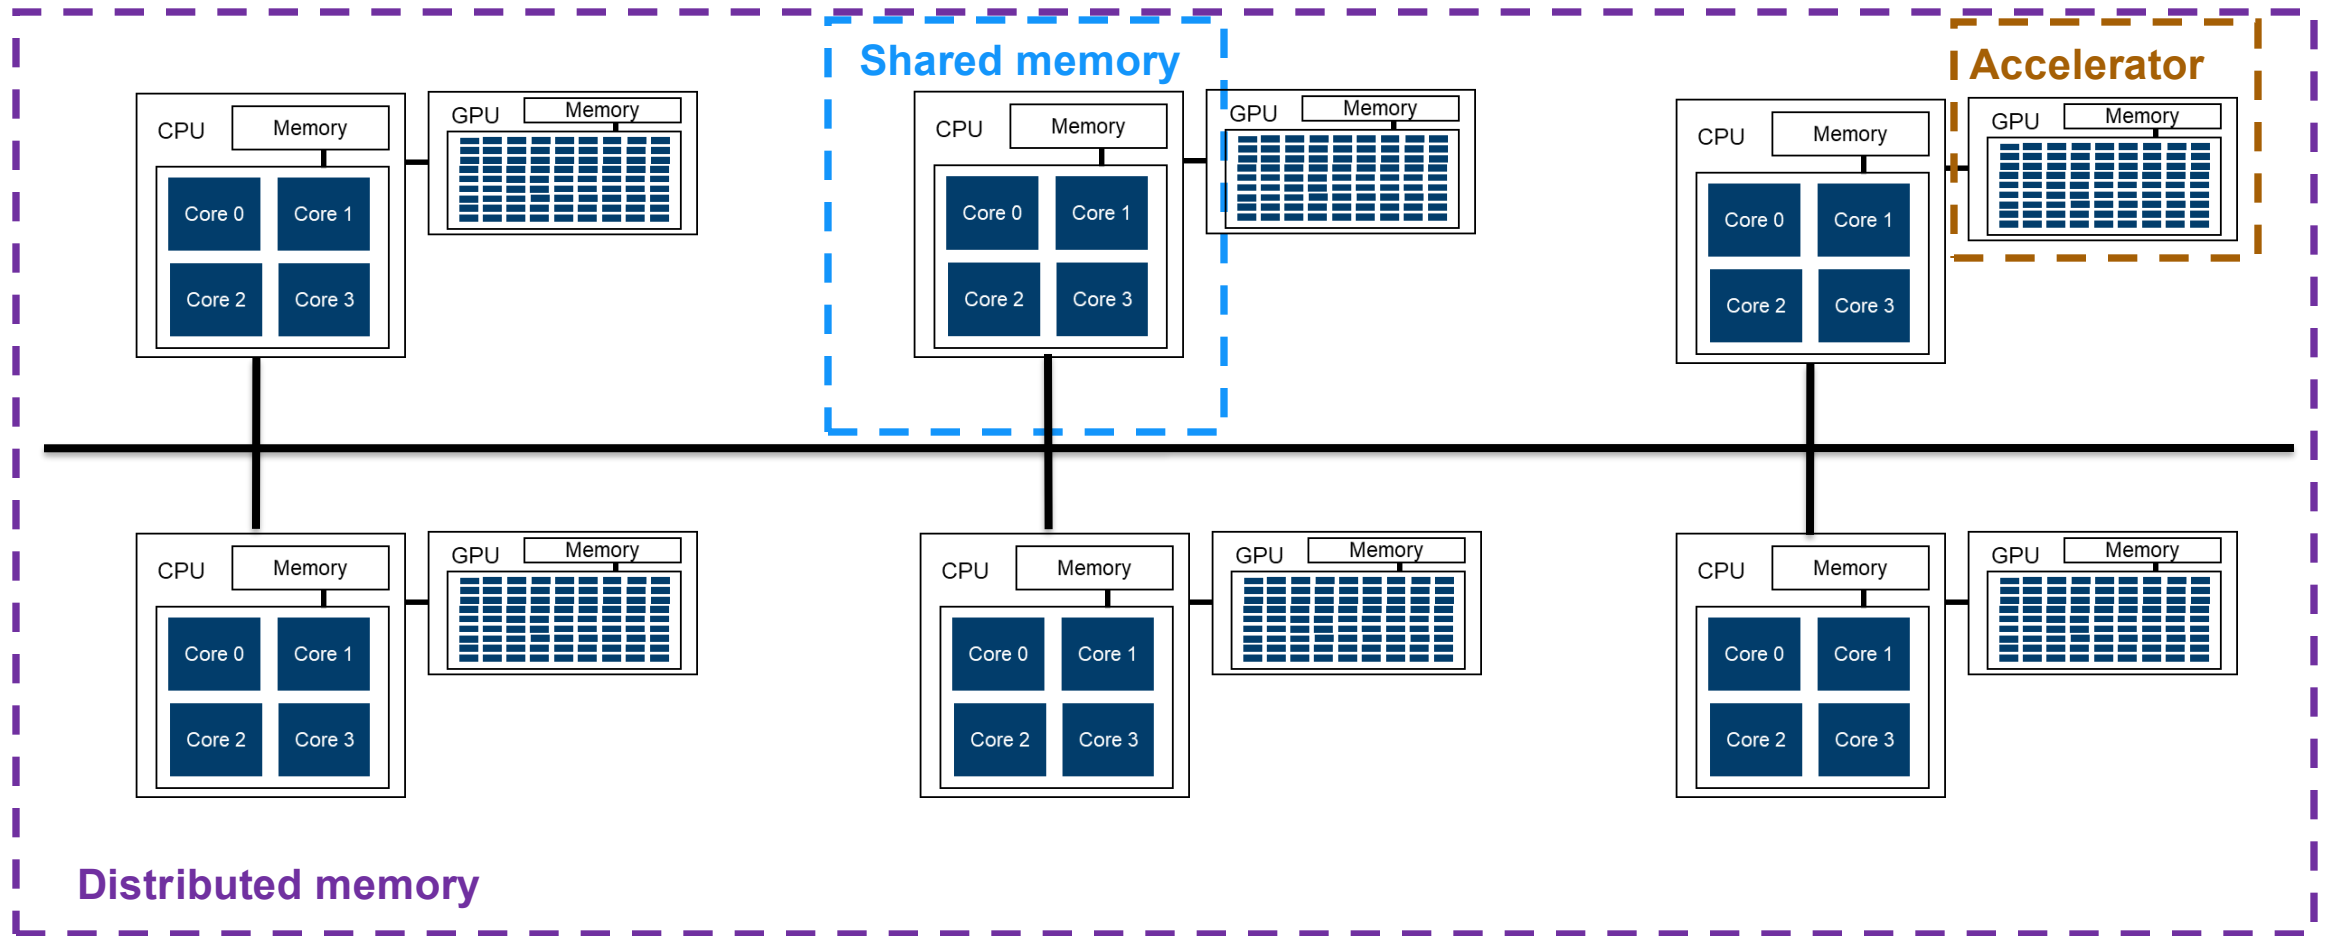 Shared memory
Accelerator
CPU
Memory
Core 0
Core 1
Core 2
Core 3
GPU
Memory
CPU
Memory
Core 0
Core 1
Core 2
Core 3
GPU
Memory
CPU
Memory
Core 0
Core 1
Core 2
Core 3
GPU
Memory
CPU
Memory
Core 0
Core 1
Core 2
Core 3
GPU
Memory
CPU
Memory
Core 0
Core 1
Core 2
Core 3
GPU
Memory
CPU
Memory
Core 0
Core 1
Core 2
Core 3
GPU
Memory
Distributed memory